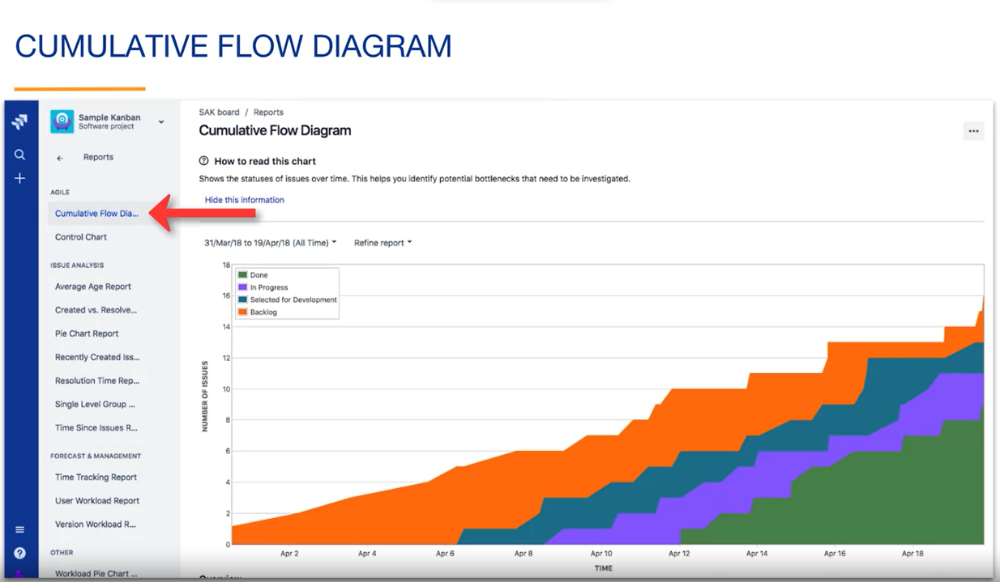 CUMULATIVE FLOW DIAGRAM
Sample Kanban
Software project
Reports
AGILE
Cumulative Flow Dia...
Control Chart
ISSUE ANALYSIS
Average Age Report
Created vs. Resolve...
Pie Chart Report
Recently Created Iss...
Resolution Time Rep...
Single Level Group ...
Time Since Issues R...
FORECAST & MANAGEMENT
Time Tracking Report
User Workload Report
Version Workload R...
OTHER
Workload Pie Chart ...
SAK board / Reports
Cumulative Flow Diagram
How to read this chart
Shows the statuses of issues over time. This helps you identify potential bottlenecks that need to be investigated.
Hide this information
31/Mar/18 to 19/Apr/18 (All Time) Refine report
Done
In Progress
Selected for Development
Backlog
NUMBER OF ISSUES
18
16
14
12
10
8
6
4
2
0
Apr 2 Apr 4 Apr 6 Apr 8 Apr 10 Apr 12 Apr 14 Apr 16 Apr 18
TIME